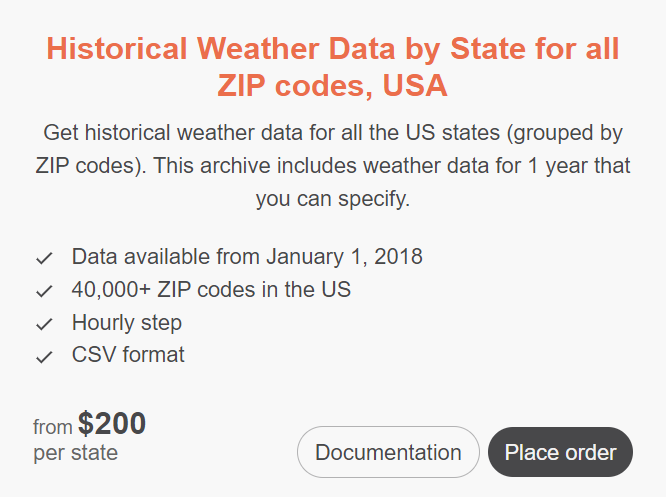 Historical Weather Data by State for all
ZIP codes, USA
Get historical weather data for all the US states (grouped by
ZIP codes). This archive includes weather data for 1 year that
you can specify.
Data available from January 1, 2018
40,000+ ZIP codes in the US
Hourly step
CSV format
from $200
per state
Documentation
Place order